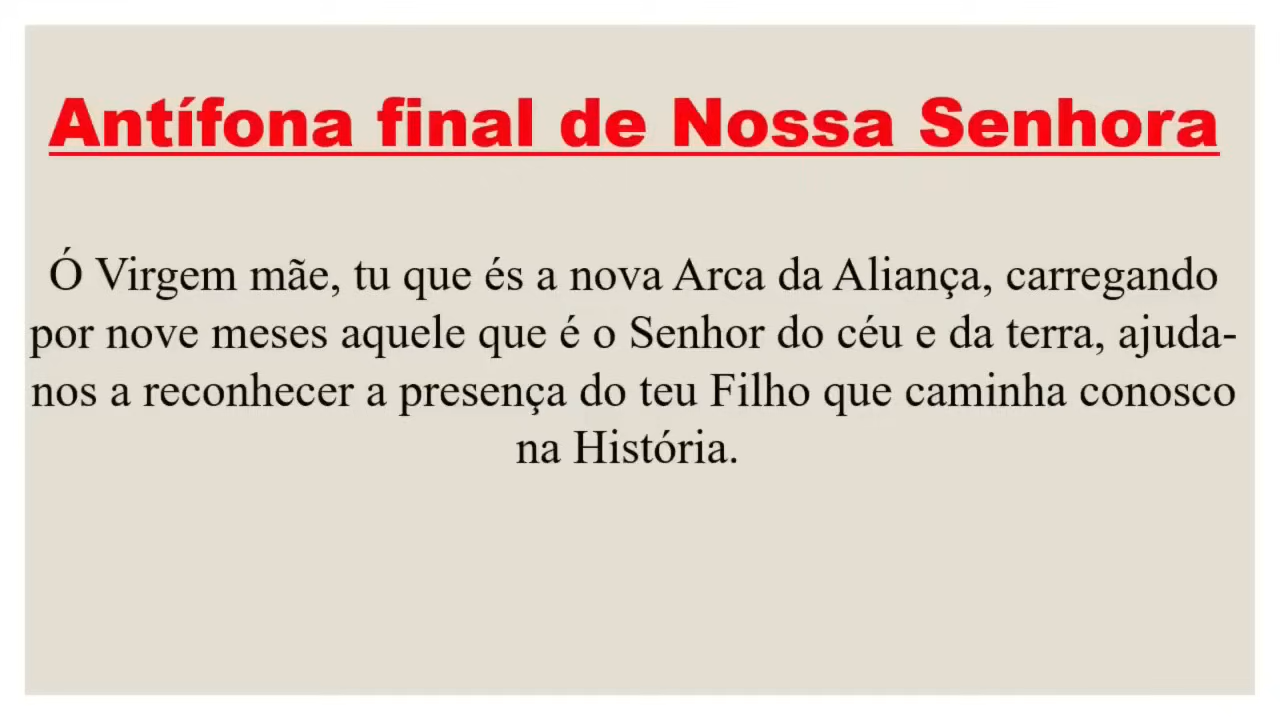 Antífona final de Nossa Senhora
Ó Virgem mãe, tu que és a nova Arca da Aliança, carregando
por nove meses aquele que é o Senhor do céu e da terra, ajuda-
nos a reconhecer a presença do teu Filho que caminha conosco
na História.